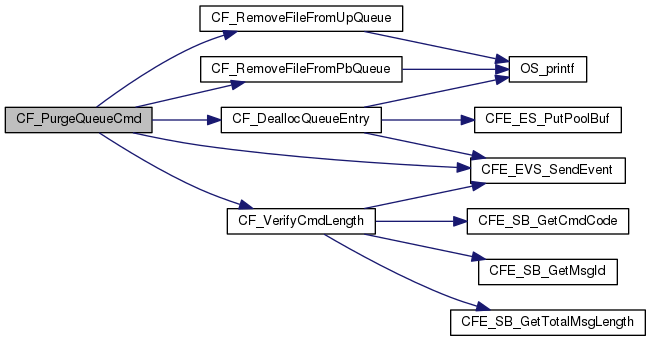 CF_RemoveFileFromUpQueue
CF_RemoveFileFromPbQueue
OS_printf
CF_PurgeQueueCmd
CF_DeallocQueueEntry
CFE_ES_PutPoolBuf
CFE_EVS_SendEvent
CF_VerifyCmdLength
CFE_SB_GetCmdCode
CFE_SB_GetMsgId
CFE_SB_GetTotalMsgLength